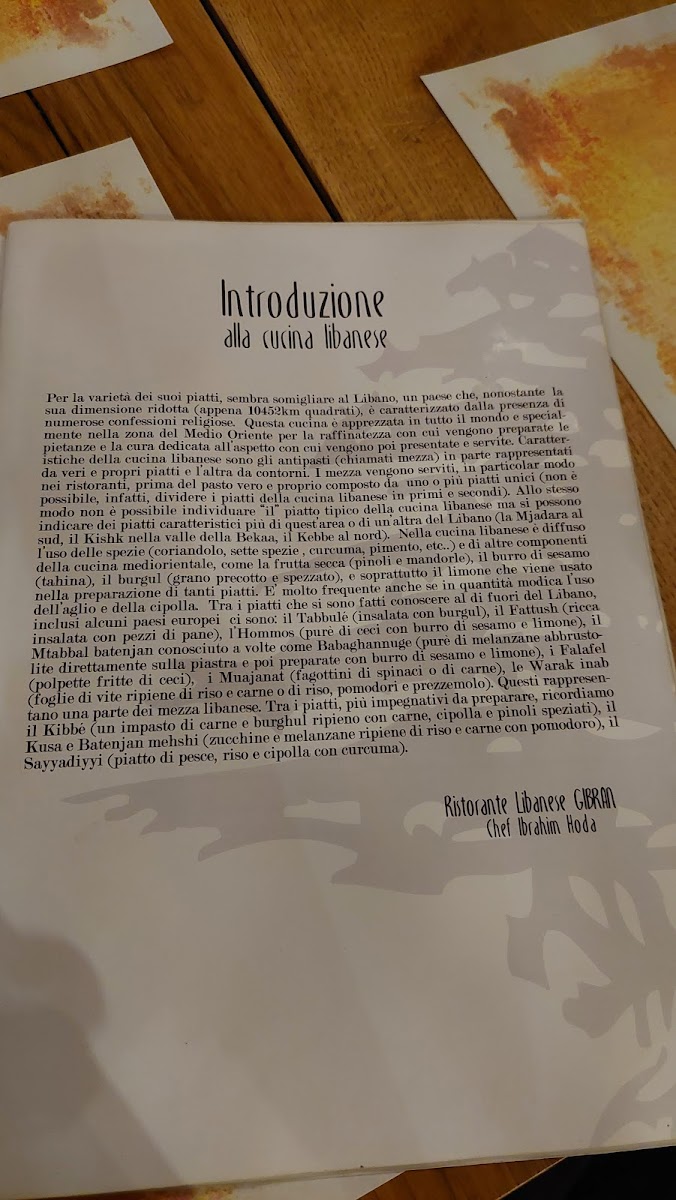 Introduzione
alla cucina libanese
Per la varietà dei suoi piatti, sembra somigliare al Libano, un paese che, nonostante la
sua dimensione ridotta (appena 10452km quadrati), è caratterizzato dalla presenza di
numerose confessioni religiose. Questa cucina è apprezzata in tutto il mondo e special-
mente nella zona del Medio Oriente per la raffinatezza con cui vengono preparate le
pietanze e la cura dedicata all'aspetto con cui vengono poi presentate e servite. Caratter-
istiche della cucina libanese sono gli antipasti (chiamati mezza) in parte rappresentati
da veri e propri piatti e l'altra da contorni. I mezza vengono serviti, in particolar modo
nei ristoranti, prima del pasto vero e proprio composto da uno o più piatti unici (non è
possibile, infatti, dividere i piatti della cucina libanese in primi e secondi). Allo stesso
modo non è possibile individuare "il" piatto tipico della cucina libanese ma si possono
indicare dei piatti caratteristici più di quest'area o di un'altra del Libano (la Mjadara al
sud, il Kishk nella valle della Bekaa, il Kebbe al nord). Nella cucina libanese è diffuso
l'uso delle spezie (coriandolo, sette spezie , curcuma, pimento, etc..) e di altre componenti
della cucina mediorientale, come la frutta secca (pinoli e mandorle), il burro di sesamo
(tahina), il burgul (grano precotto e spezzato), e soprattutto il limone che viene usato
nella preparazione di tanti piatti. E' molto frequente anche se in quantità modica l'uso
dell'aglio e della cipolla. Tra i piatti che si sono fatti conoscere al di fuori del Libano,
inclusi alcuni paesi europei ci sono: il Tabbulè (insalata con burgul), il Fattush (ricca
insalata con pezzi di pane), l'Hommos (purè di ceci con burro di sesamo e limone), il
Mtabbal batenjan conosciuto a volte come Babaghannuge (purè di melanzane abbrusto-
lite direttamente sulla piastra e poi preparate con burro di sesamo e limone), i Falafel
(polpette fritte di ceci), i Muajanat (fagottini di spinaci o di carne), le Warak inab
(foglie di vite ripiene di riso e carne o di riso, pomodori e prezzemolo). Questi rappresen-
tano una parte dei mezza libanese. Tra i piatti, più impegnativi da preparare, ricordiamo
il Kibbé (un impasto di carne e burghul ripieno con carne, cipolla e pinoli speziati), il
Kusa e Batenjan mehshi (zucchine e melanzane ripiene di riso e carne con pomodoro), il
Sayyadiyyi (piatto di pesce, riso e cipolla con curcuma).
Ristorante Libanese GIBRAN
Chef Ibrahim Hoda